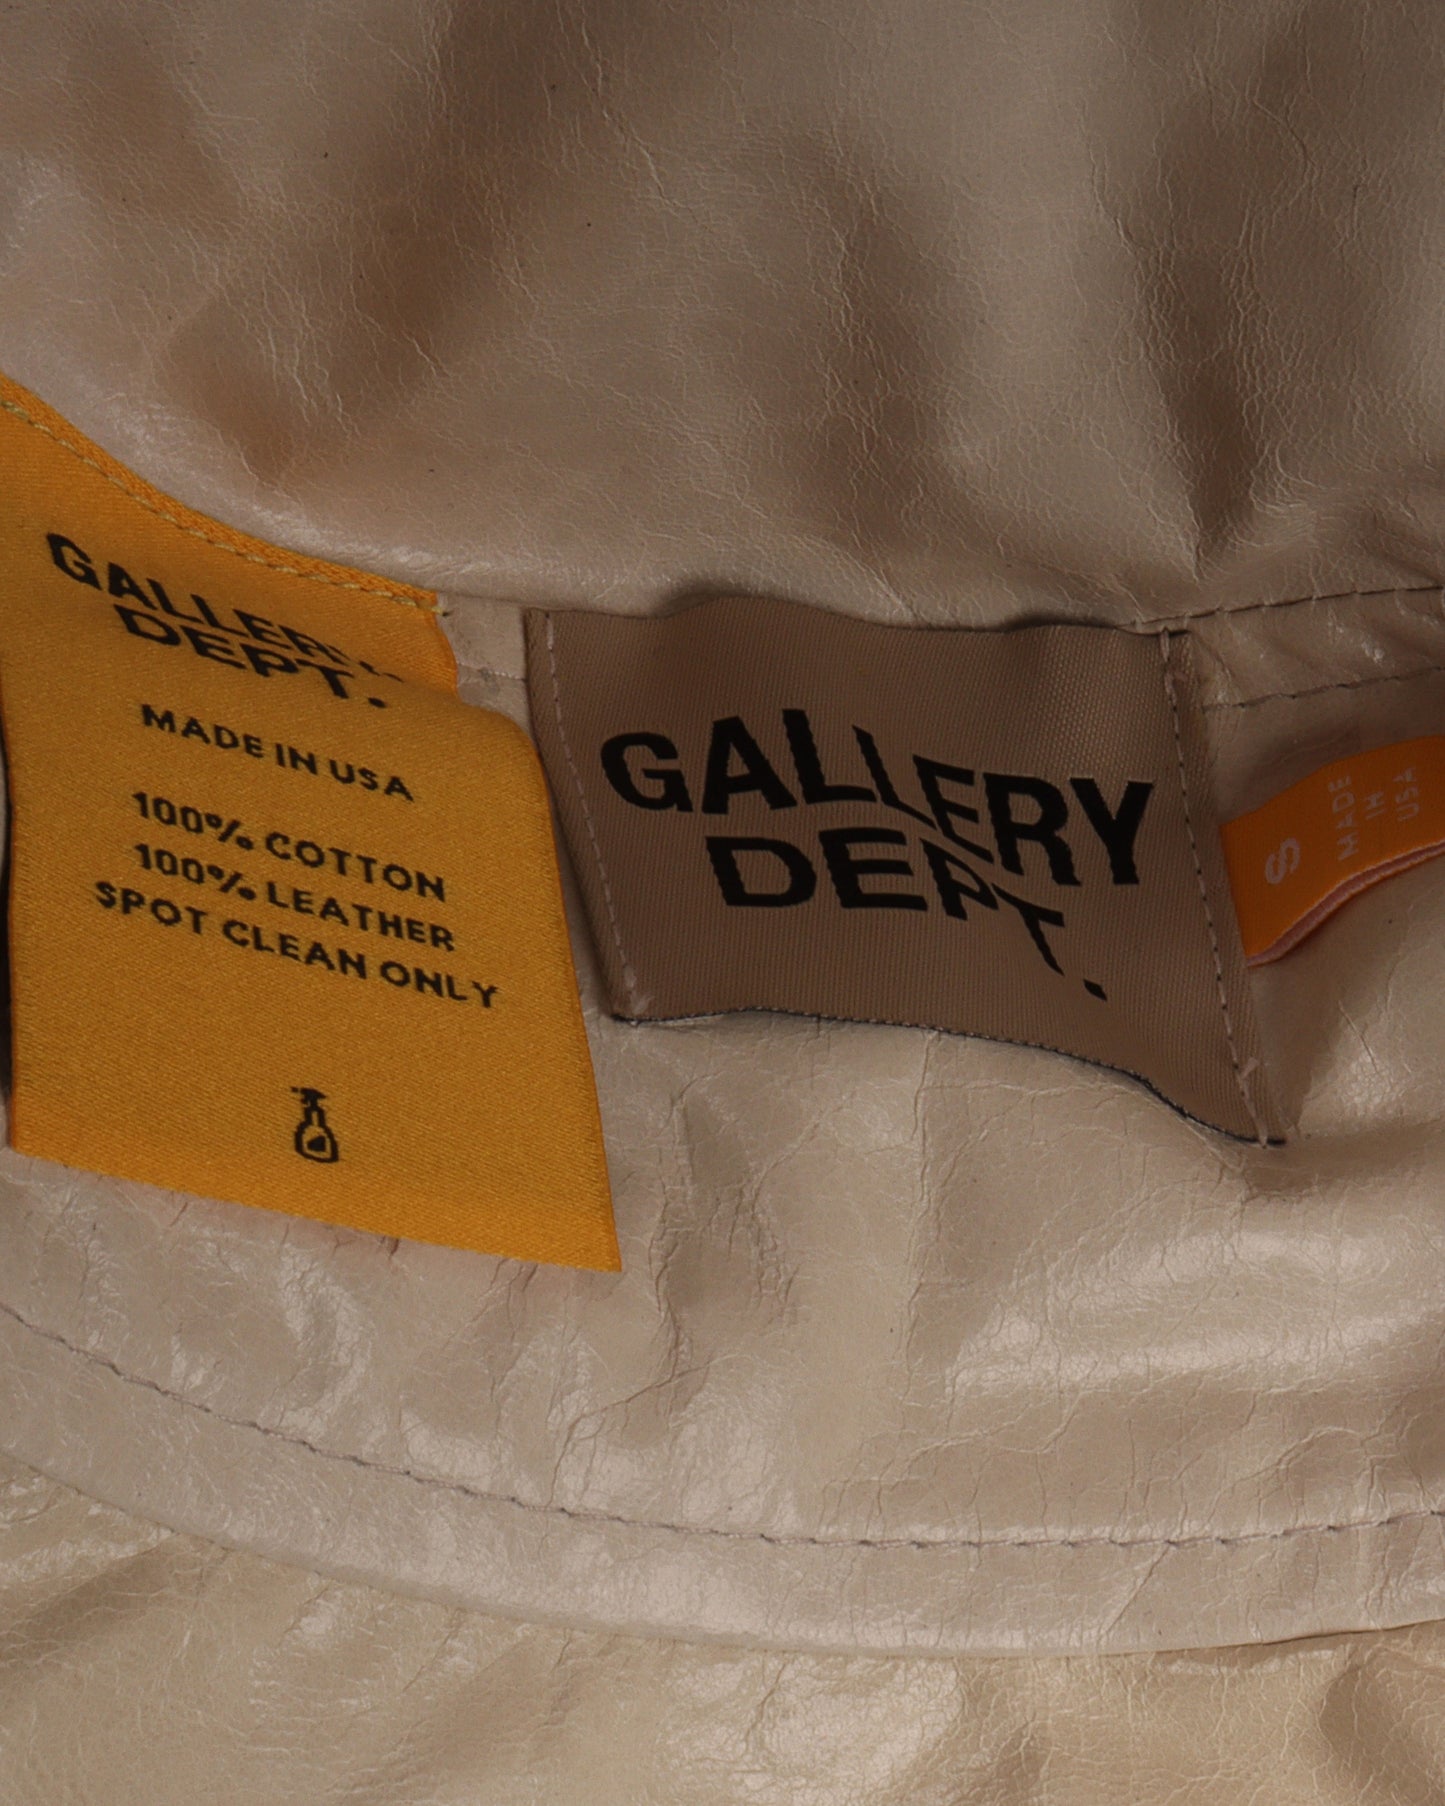 GALLERY
DEPT.
MADE IN USA
100% COTTON
100% LEATHER
SPOT CLEAN ONLY
GALLERY
DEPT.
S
MADE
IN
USA